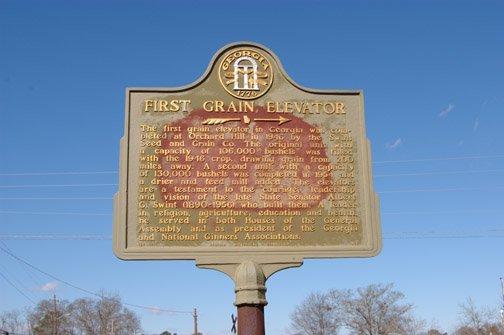 GEORGIA
1776
FIRST GRAIN ELEVATOR
The first grain elevator in Georgia was com-
pleted at Orchard Hill in 1946 by the Swint
Seed and Grain Co. The original unit, with
a capacity of 106,000 bushels was filled
with the 1946 crop, drawing grain from 200
miles away. A second unit with a capacity
of 130,000 bushels was completed in 1954 and
a drier and feed mill added. The elevators
are a testament to the courage, leadership
and vision of the late State Senator Albert
G. Swint (1890-1956) who built them. A leader
in religion, agriculture, education and health,
he served in both Houses of the General
Assembly and as president of the Georgia
and National Ginners Associations.